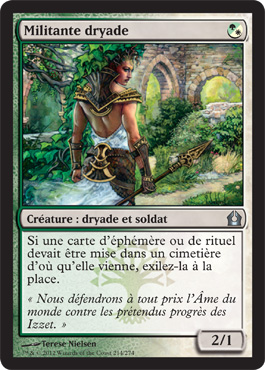 Militante dryade
Créature : dryade et soldat
Si une carte d'éphémère ou de rituel
devait être mise dans un cimetière
d'où qu'elle vienne, exilez-la à la
place.
« Nous défendrons à tout prix l'Âme du
monde contre les prétendus progrès des
Izzet. »
2/1
Terese Nielsen
™ & © 2012 Wizards of the Coast 214/274